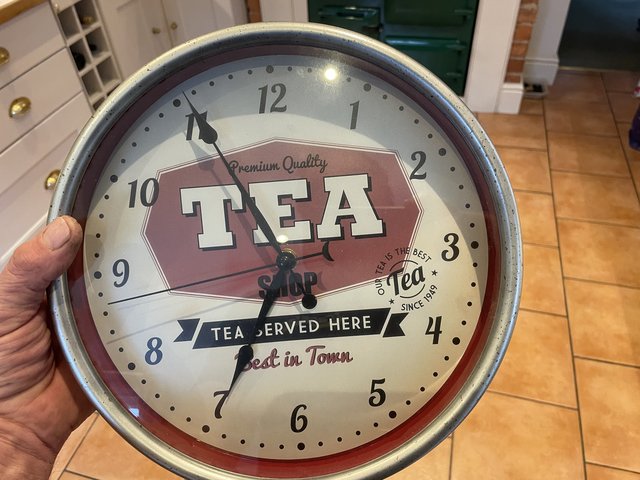 12
1
2
3
4
5
6
7
8
9
10
11
Premium Quality
TEA
SHOP
TEA SERVED HERE
Best in Town
OUR TEA IS THE BEST
Tea
SINCE 1949